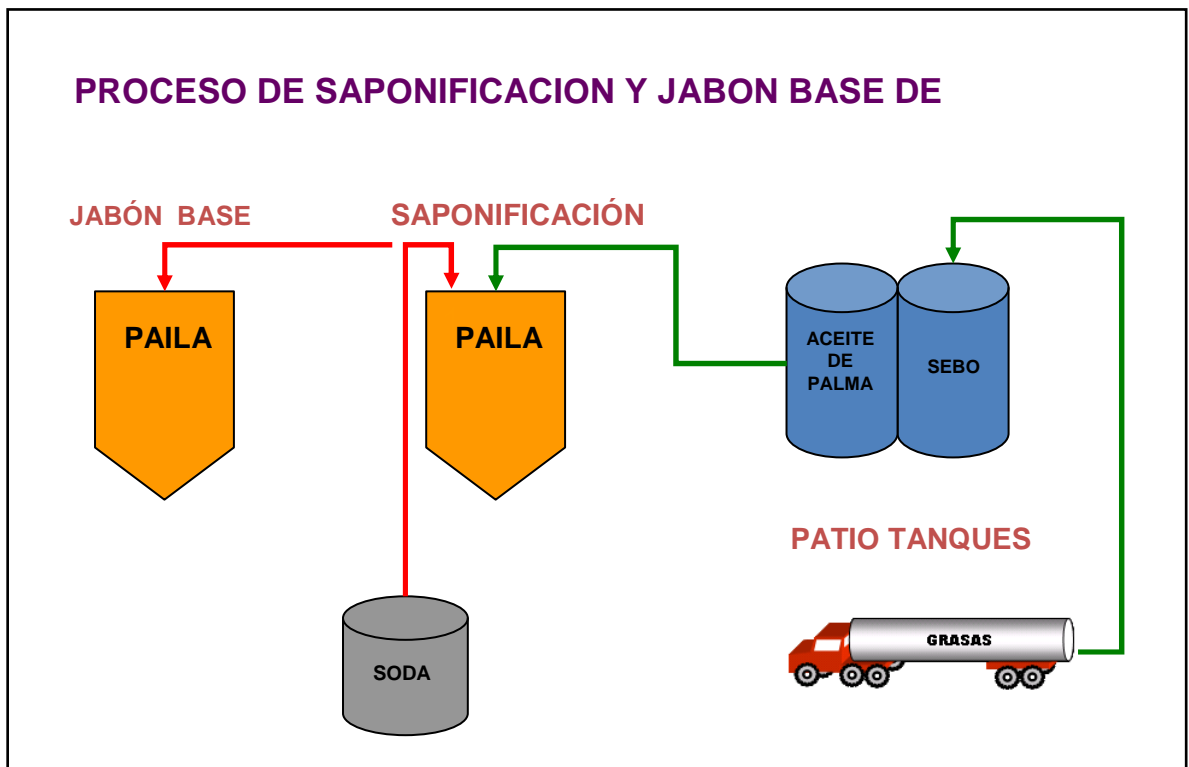 PROCESO DE SAPONIFICACION Y JABON BASE DE
JABÓN BASE
SAPONIFICACIÓN
PAILA
PAILA
ACEITE
DE
PALMA
SEBO
PATIO TANQUES
GRASAS
SODA